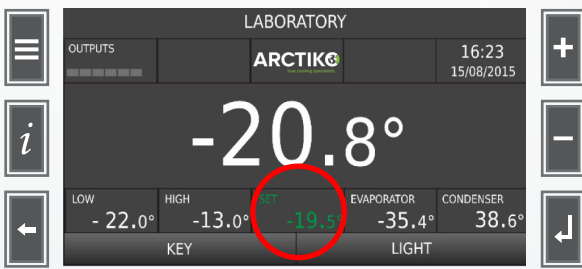 LABORATORY
OUTPUTS
ARCTIKO
16:23
15/08/2015
-20.8°
LOW
HIGH
SET
EVAPORATOR
CONDENSER
- 22.0°
-13.0°
-19.5°
-35.4°
38.6°
KEY
LIGHT
+
i
−